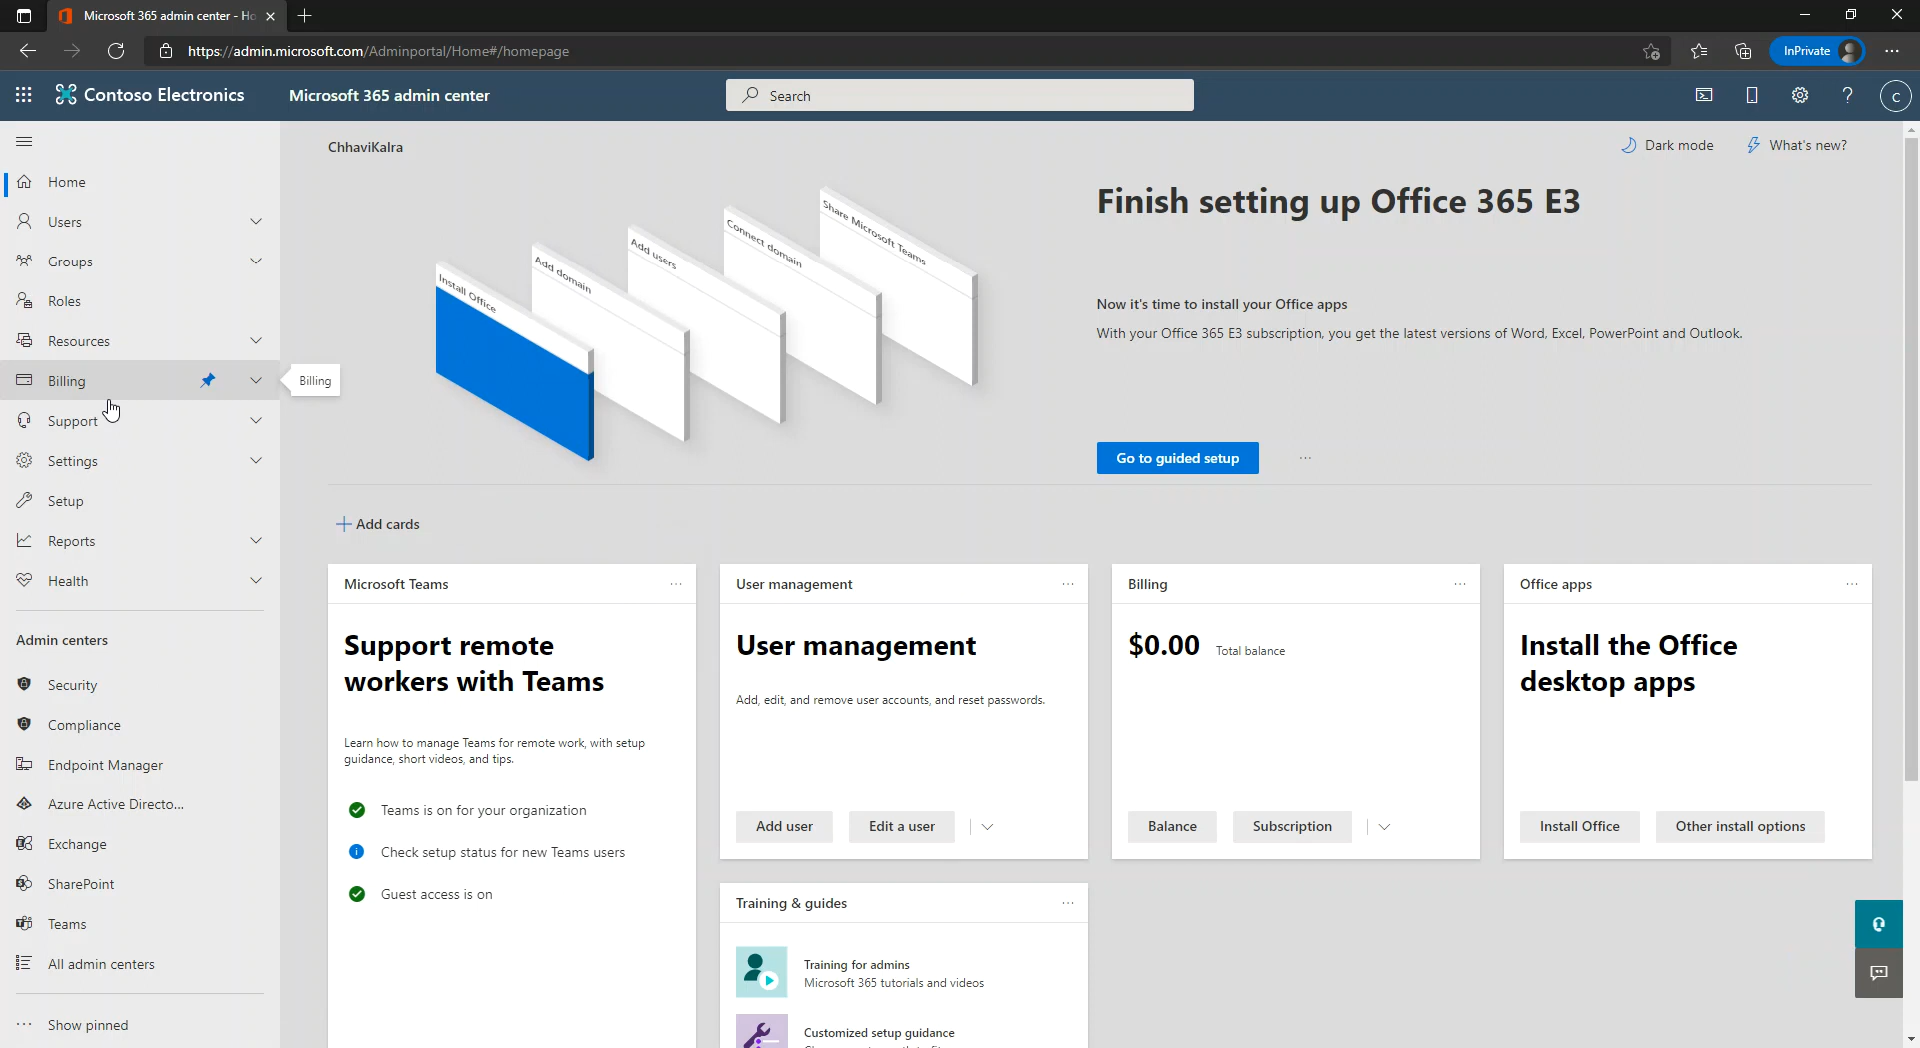 Microsoft 365 admin center - Ho
https://admin.microsoft.com/Adminportal/Home#/homepage
InPrivate
Contoso Electronics
Microsoft 365 admin center
Search
?
C
ChhaviKalra
Dark mode
What's new?
Home
Users
Groups
Roles
Resources
Billing
Billing
Support
Settings
Setup
Reports
Health
Admin centers
Security
Compliance
Endpoint Manager
Azure Active Directo...
Exchange
SharePoint
Teams
All admin centers
Show pinned
Install Office
Add domain
Add users
Connect domain
Share Microsoft Teams
Finish setting up Office 365 E3
Now it's time to install your Office apps
With your Office 365 E3 subscription, you get the latest versions of Word, Excel, PowerPoint and Outlook.
Go to guided setup
Add cards
Microsoft Teams
Support remote
workers with Teams
Learn how to manage Teams for remote work, with setup
guidance, short videos, and tips.
Teams is on for your organization
Check setup status for new Teams users
Guest access is on
User management
User management
Add, edit, and remove user accounts, and reset passwords.
Add user
Edit a user
Billing
$0.00 Total balance
Balance
Subscription
Office apps
Install the Office
desktop apps
Install Office
Other install options
Training & guides
Training for admins
Microsoft 365 tutorials and videos
Customized setup guidance